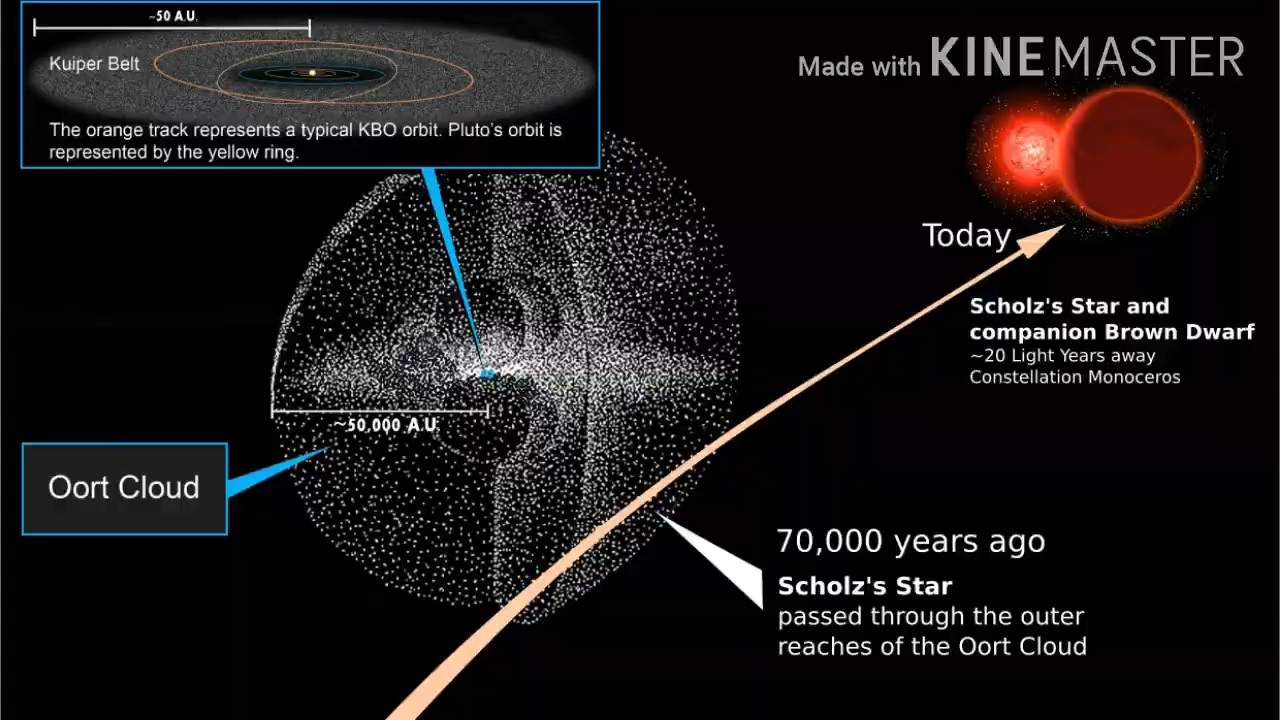 ~50 A.U.
Kuiper Belt
The orange track represents a typical KBO orbit. Pluto's orbit is
represented by the yellow ring.
Made with KINEMASTER
Today
Scholz's Star and
companion Brown Dwarf
~20 Light Years away
Constellation Monoceros
~50,000 A.U.
Oort Cloud
70,000 years ago
Scholz's Star
passed through the outer
reaches of the Oort Cloud